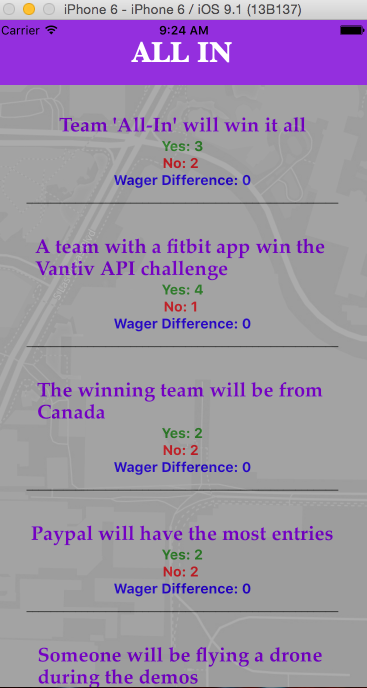 iPhone 6 - iPhone 6 / iOS 9.1 (13B137)
Carrier 9:24 AM
ALL IN
Team 'All-In' will win it all
Yes: 3
No: 2
Wager Difference: 0
A team with a fitbit app win the
Vantiv API challenge
Yes: 4
No: 1
Wager Difference: 0
The winning team will be from
Canada
Yes: 2
No: 2
Wager Difference: 0
Paypal will have the most entries
Yes: 2
No: 2
Wager Difference: 0
Someone will be flying a drone
during the demos